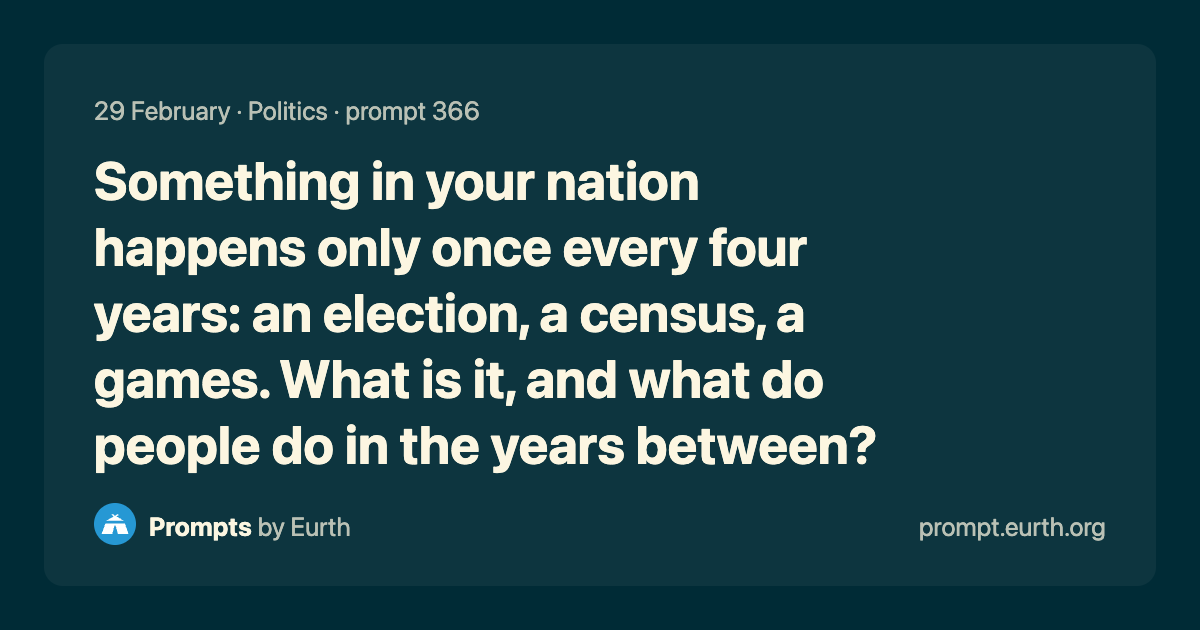 29 February · Politics · prompt 366
Something in your nation
happens only once every four
years: an election, a census, a
games. What is it, and what do
people do in the years between?
Prompts by Eurth
prompt.eurth.org